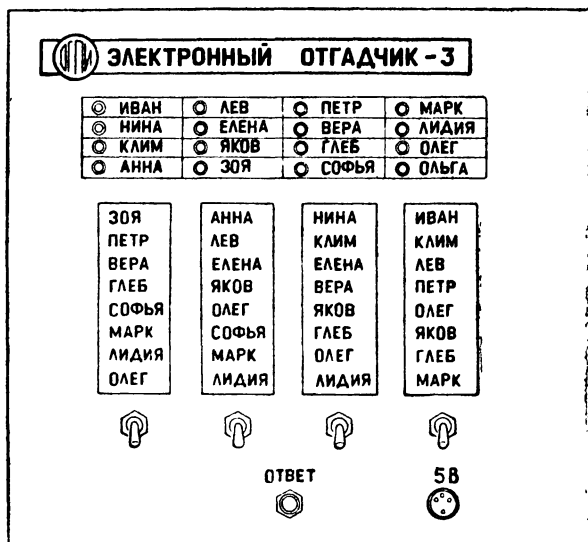 ОПИ ЭЛЕКТРОННЫЙ ОТГАДЧИК-3
ИВАН ЛЕВ ПЕТР МАРК
НИНА ЕЛЕНА ВЕРА ЛИДИЯ
КЛИМ ЯКОВ ГЛЕБ ОЛЕГ
АННА ЗОЯ СОФЬЯ ОЛЬГА
ЗОЯ АННА НИНА ИВАН
ПЕТР ЛЕВ КЛИМ КЛИМ
ВЕРА ЕЛЕНА ЕЛЕНА ЛЕВ
ГЛЕБ ЯКОВ ВЕРА ПЕТР
СОФЬЯ ОЛЕГ ЯКОВ ОЛЕГ
МАРК СОФЬЯ ГЛЕБ ЯКОВ
ЛИДИЯ МАРК ОЛЕГ ГЛЕБ
ОЛЕГ ЛИДИЯ ЛИДИЯ МАРК
ОТВЕТ 5В